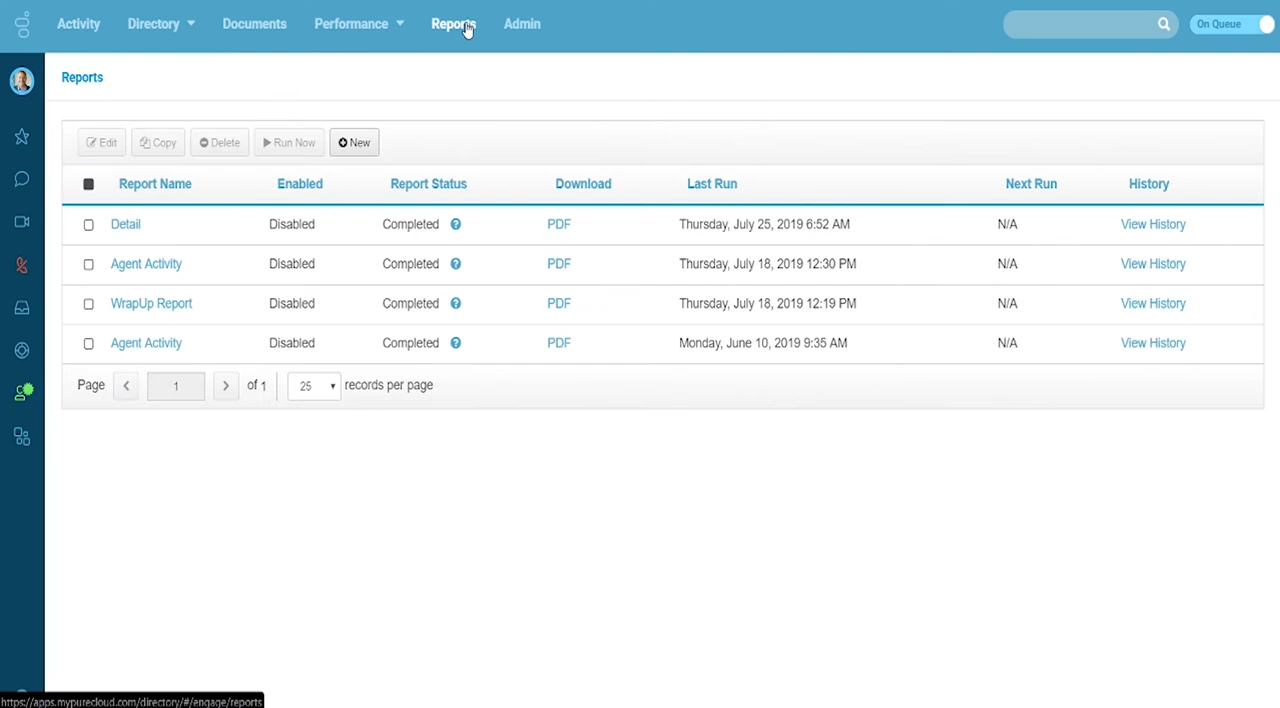 Activity Directory Documents Performance Reports Admin On Queue
Reports
Edit Copy Delete Run Now New
Report Name Enabled Report Status Download Last Run Next Run History
Detail Disabled Completed ? PDF Thursday, July 25, 2019 6:52 AM N/A View History
Agent Activity Disabled Completed ? PDF Thursday, July 18, 2019 12:30 PM N/A View History
WrapUp Report Disabled Completed ? PDF Thursday, July 18, 2019 12:19 PM N/A View History
Agent Activity Disabled Completed ? PDF Monday, June 10, 2019 9:35 AM N/A View History
Page 1 of 1 25 records per page
https://apps.mypurecloud.com/directory/#/engage/reports